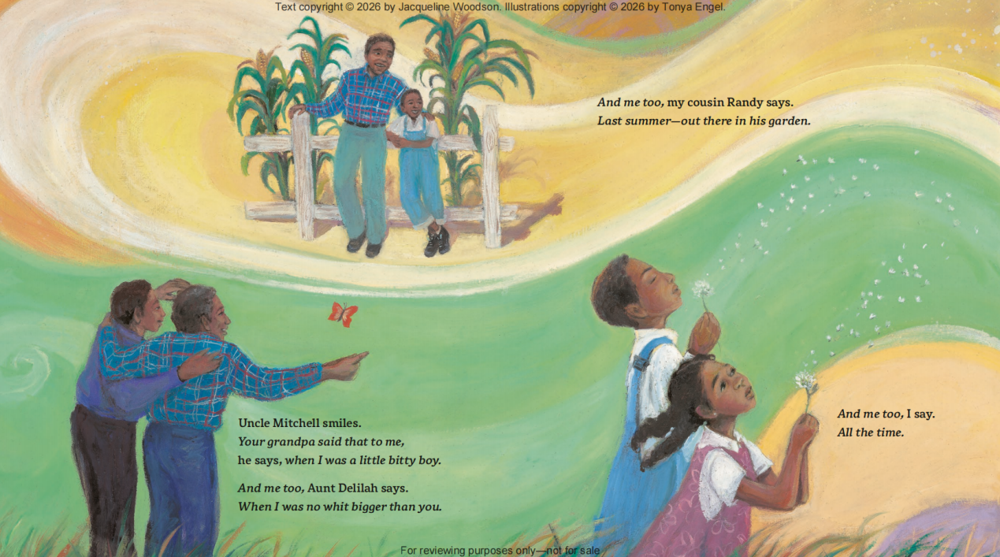 Text copyright © 2026 by Jacqueline Woodson. Illustrations copyright © 2026 by Tonya Engel.
And me too, my cousin Randy says.
Last summer—out there in his garden.
Uncle Mitchell smiles.
Your grandpa said that to me,
he says, when I was a little bitty boy.
And me too, Aunt Delilah says.
When I was no whit bigger than you.
And me too, I say.
All the time.
For reviewing purposes only—not for sale